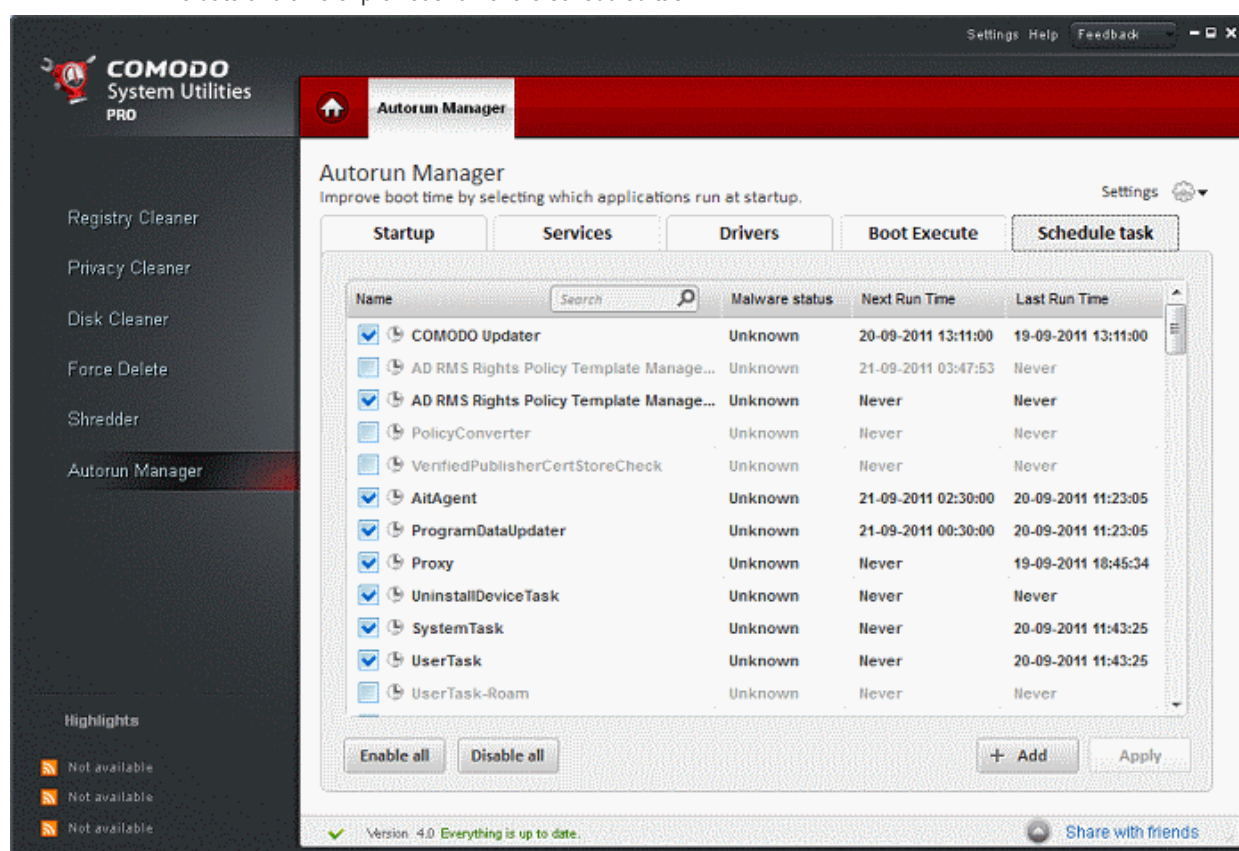 Settings Help Feedback
COMODO
System Utilities
PRO
Autorun Manager
Autorun Manager
Improve boot time by selecting which applications run at startup.
Settings
Registry Cleaner
Privacy Cleaner
Disk Cleaner
Force Delete
Shredder
Autorun Manager
Startup Services Drivers Boot Execute Schedule task
Name Search Malware status Next Run Time Last Run Time
COMODO Updater Unknown 20-09-2011 13:11:00 19-09-2011 13:11:00
AD RMS Rights Policy Template Manage... Unknown 21-09-2011 03:47:53 Never
AD RMS Rights Policy Template Manage... Unknown Never Never
PolicyConverter Unknown Never Never
VerifiedPublisherCertStoreCheck Unknown Never Never
AitAgent Unknown 21-09-2011 02:30:00 20-09-2011 11:23:05
ProgramDataUpdater Unknown 21-09-2011 00:30:00 20-09-2011 11:23:05
Proxy Unknown Never 19-09-2011 18:45:34
UninstallDeviceTask Unknown Never Never
SystemTask Unknown Never 20-09-2011 11:43:25
UserTask Unknown Never 20-09-2011 11:43:25
UserTask-Roam Unknown Never Never
Enable all Disable all + Add Apply
Highlights
Not available
Not available
Not available
Version 4.0 Everything is up to date.
Share with friends